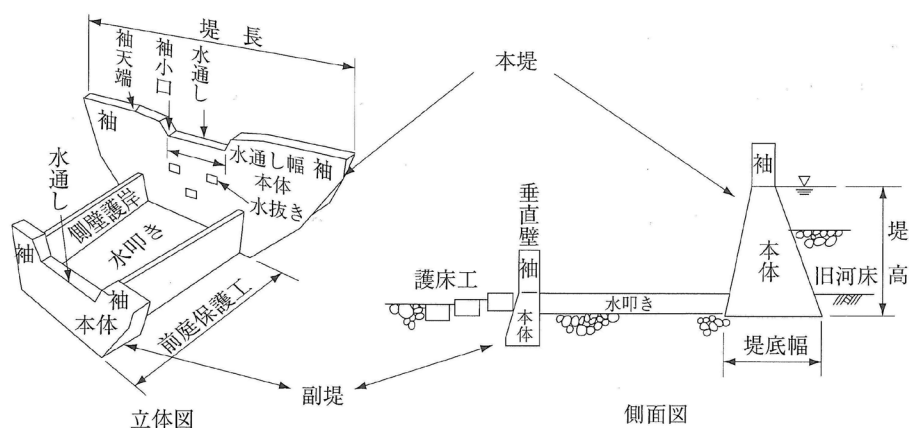 堤長
袖天端
袖小口
水通し
袖
水通し幅
袖
本体
水抜き
水通し
側壁護岸
水叩き
袖
袖
本体
前庭保護工
立体図
本堤
副堤
袖
堤高
本体
旧河床
垂直壁
袖
護床工
水叩き
本体
堤底幅
側面図